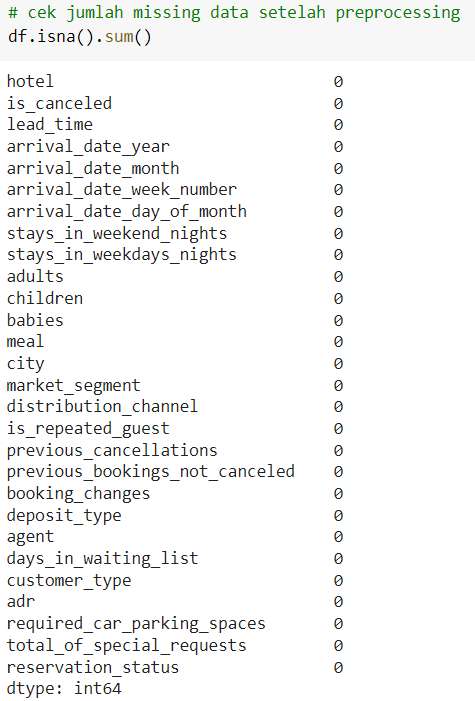 # cek jumlah missing data setelah preprocessing
df.isna().sum()
hotel 0
is_canceled 0
lead_time 0
arrival_date_year 0
arrival_date_month 0
arrival_date_week_number 0
arrival_date_day_of_month 0
stays_in_weekend_nights 0
stays_in_weekdays_nights 0
adults 0
children 0
babies 0
meal 0
city 0
market_segment 0
distribution_channel 0
is_repeated_guest 0
previous_cancellations 0
previous_bookings_not_canceled 0
booking_changes 0
deposit_type 0
agent 0
days_in_waiting_list 0
customer_type 0
adr 0
required_car_parking_spaces 0
total_of_special_requests 0
reservation_status 0
dtype: int64